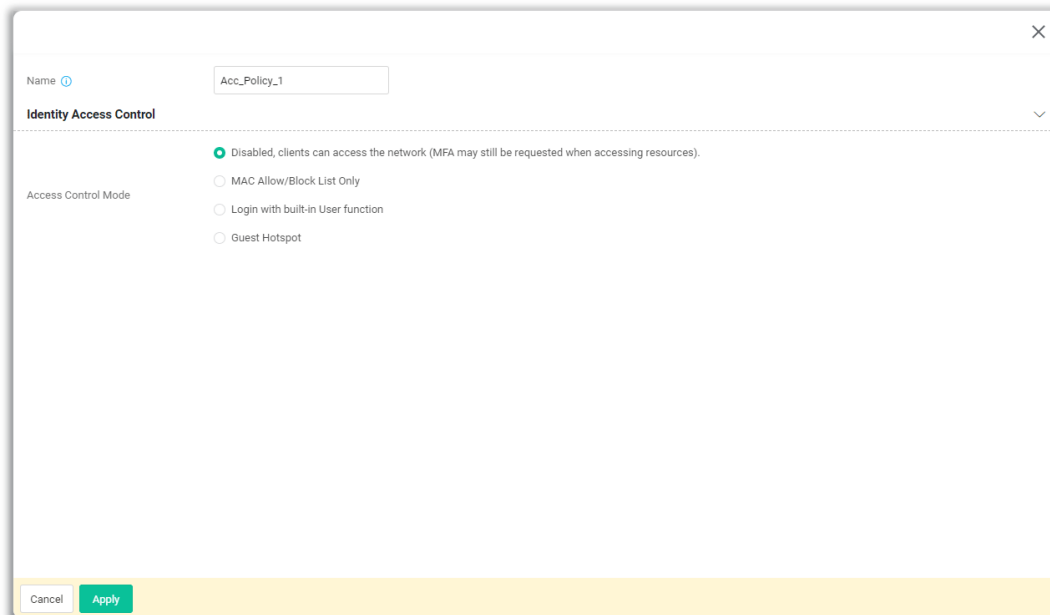 Name
Acc_Policy_1
Identity Access Control
Access Control Mode
Disabled, clients can access the network (MFA may still be requested when accessing resources).
MAC Allow/Block List Only
Login with built-in User function
Guest Hotspot
Cancel
Apply